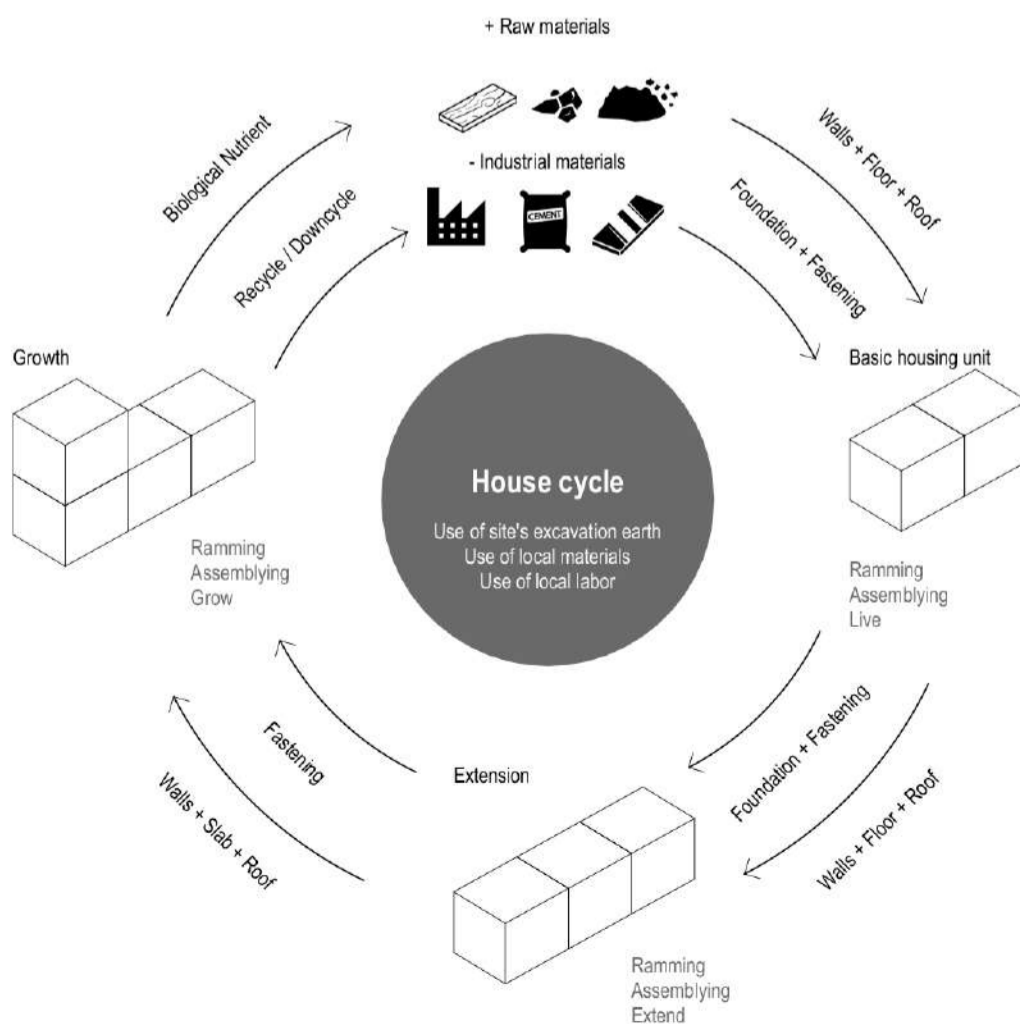 + Raw materials
- Industrial materials
CEMENT
Biological Nutrient
Recycle / Downcycle
Walls + Floor + Roof
Foundation + Fastening
Growth
Basic housing unit
House cycle
Use of site's excavation earth
Use of local materials
Use of local labor
Ramming
Assemblying
Grow
Ramming
Assemblying
Live
Fastening
Walls + Slab + Roof
Foundation + Fastening
Walls + Floor + Roof
Extension
Ramming
Assemblying
Extend